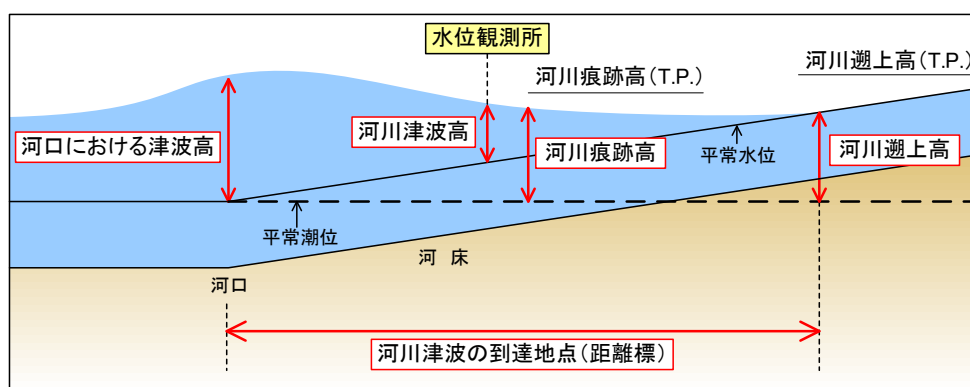 水位観測所
河川痕跡高(T.P.)
河川遡上高(T.P.)
河口における津波高
河川津波高
河川痕跡高
平常水位
河川遡上高
平常潮位
河 床
河口
河川津波の到達地点(距離標)